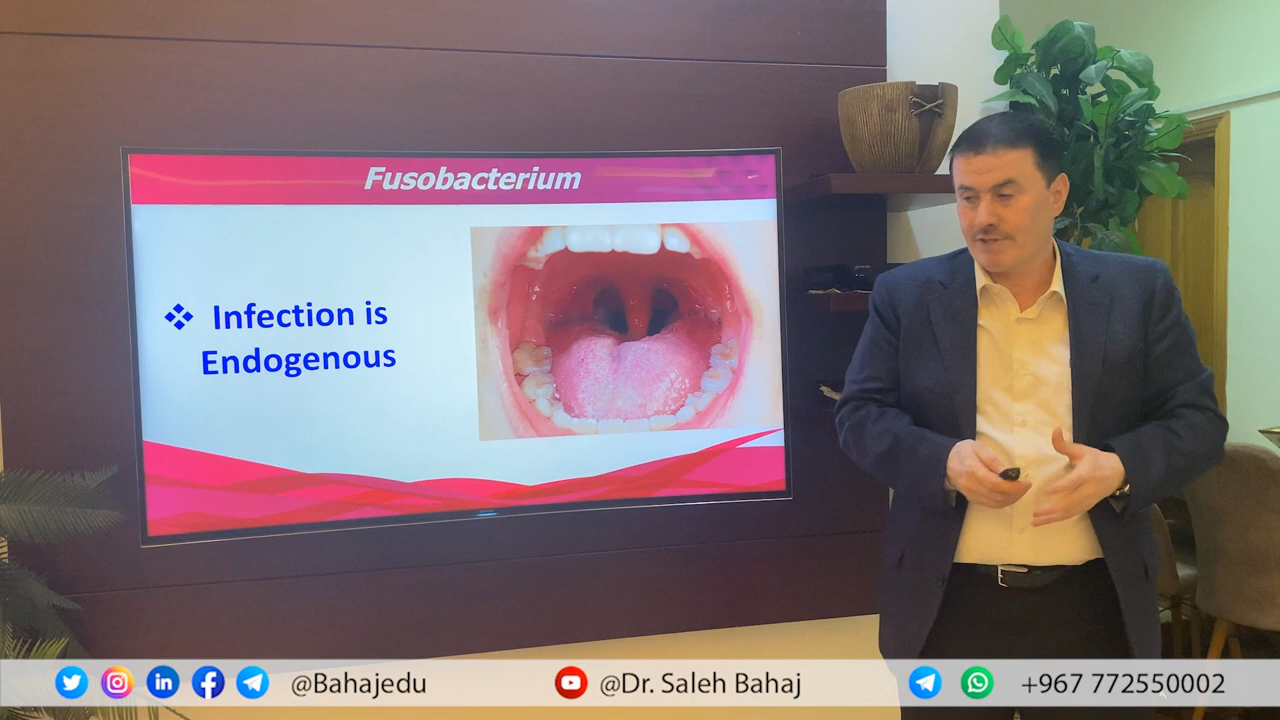 Fusobacterium
❖ Infection is
Endogenous
@Bahajedu
@Dr. Saleh Bahaj
+967 772550002